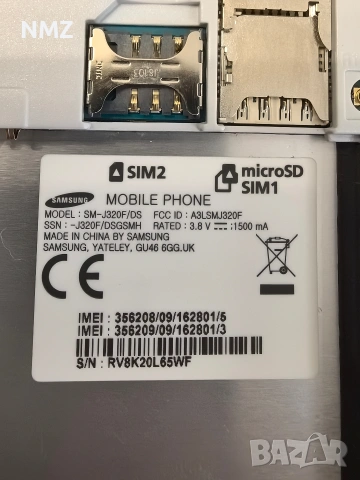 NMZ
SIM2
microSD
SIM1
SAMSUNG
MOBILE PHONE
MODEL: SM-J320F/DS FCC ID : A3LSMJ320F
SSN : -J320F/DSGSMH RATED : 3.8 V ⎓ :1500 mA
MADE IN CHINA BY SAMSUNG
SAMSUNG, YATELEY, GU46 6GG.UK
CE
IMEI : 356208/09/162801/5
IMEI : 356209/09/162801/3
S/N : RV8K20L65WF
BAZAR